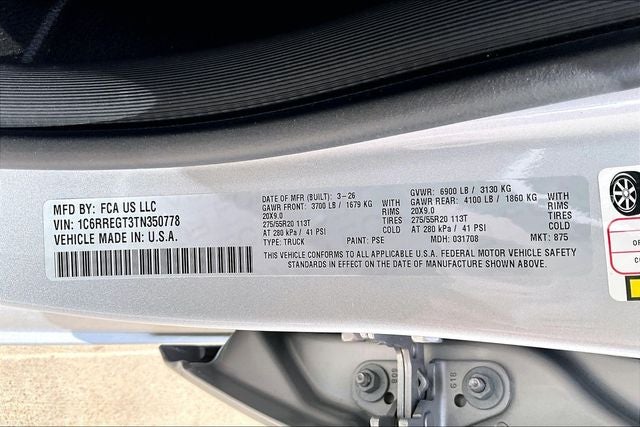 MFD BY: FCA US LLC
VIN: 1C6RREGT3TN350778
VEHICLE MADE IN U.S.A.
DATE OF MFR (BUILT): 3-26
GAWR FRONT: 3700 LB / 1679 KG WITH
20X9.0 RIMS
275/55R20 113T TIRES
AT 280 kPa / 41 PSI COLD
TYPE: TRUCK PAINT: PSE
GVWR: 6900 LB / 3130 KG
GAWR REAR: 4100 LB / 1860 KG WITH
20X9.0 RIMS
275/55R20 113T TIRES
AT 280 kPa / 41 PSI COLD
MDH: 031708 MKT: 875
THIS VEHICLE CONFORMS TO ALL APPLICABLE U.S.A. FEDERAL MOTOR VEHICLE SAFETY
STANDARDS IN EFFECT ON THE DATE OF MANUFACTURE SHOWN ABOVE.